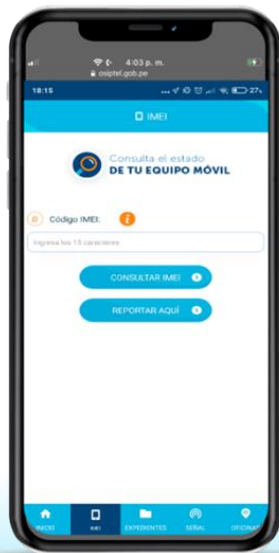 4:03 p. m.
osiptel.gob.pe
18:15
27
IMEI
Consulta el estado
DE TU EQUIPO MÓVIL
Código IMEI:
Ingresa los 15 caracteres
CONSULTAR IMEI
REPORTAR AQUÍ
INICIO
IMEI
EXPEDIENTES
SEÑAL
OFICINAS